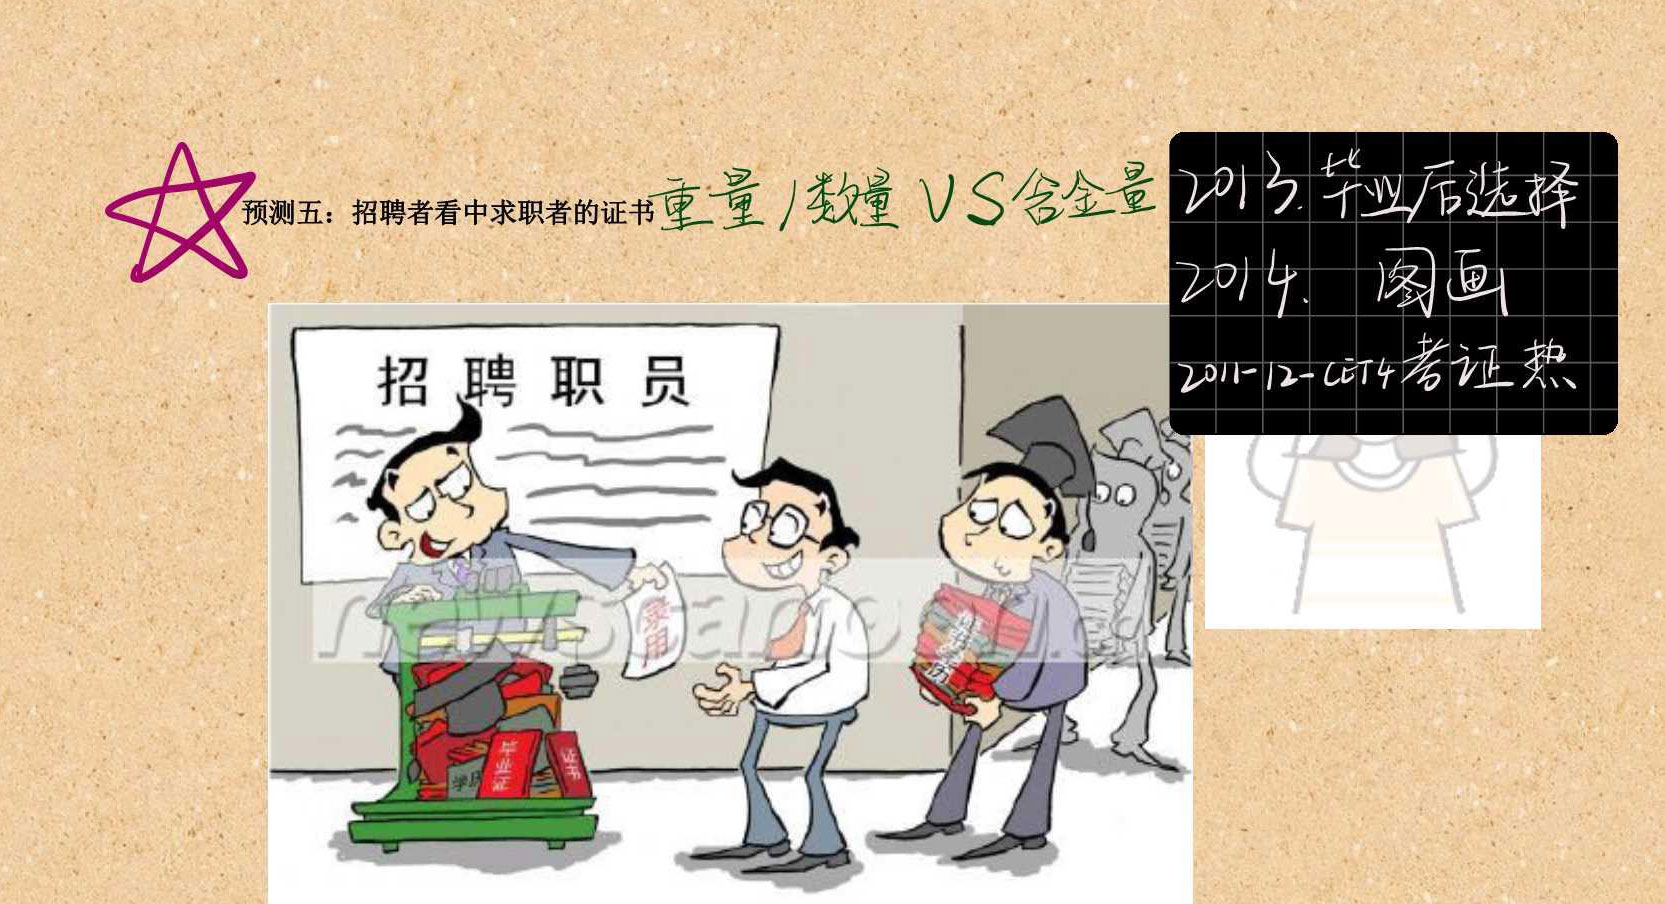 预测五：招聘者看中求职者的证书 重量/数量 VS 含金量
2013. 毕业后选择
2014. 图画
2011-12-CET4 考证热
招聘职员
录用
证书
学历
毕业证
证书